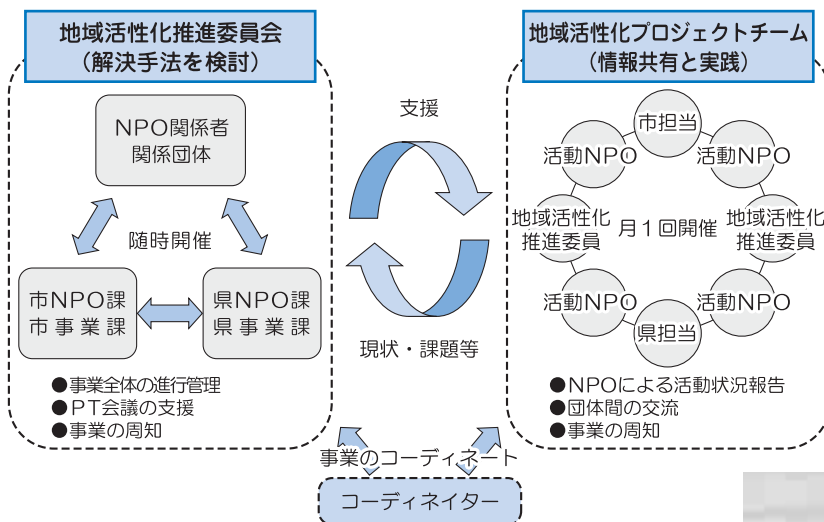 地域活性化推進委員会
(解決手法を検討)
NPO関係者
関係団体
随時開催
市NPO課
市事業課
県NPO課
県事業課
●事業全体の進行管理
●PT会議の支援
●事業の周知
支援
現状・課題等
地域活性化プロジェクトチーム
(情報共有と実践)
市担当
活動NPO
活動NPO
地域活性化
推進委員
月1回開催
地域活性化
推進委員
活動NPO
活動NPO
県担当
●NPOによる活動状況報告
●団体間の交流
●事業の周知
事業のコーディネート
コーディネイター